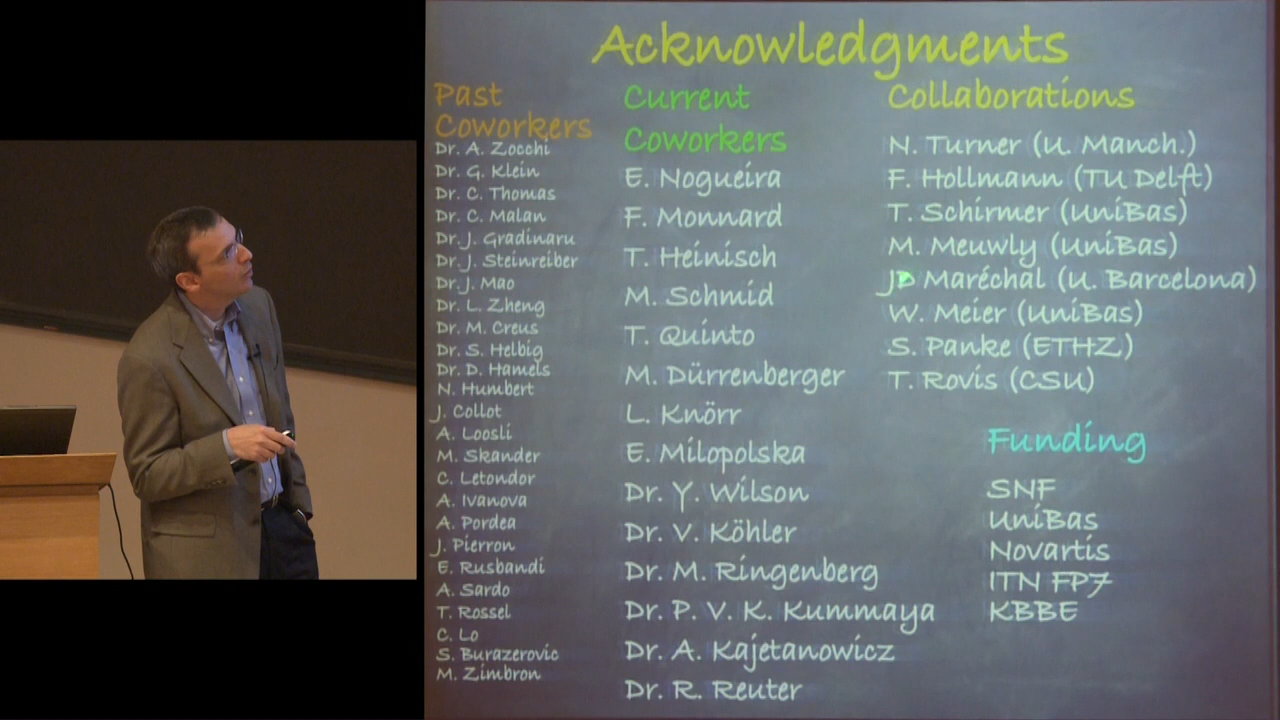 Acknowledgments
Past
Coworkers
Dr. A. Zocchi
Dr. G. Klein
Dr. C. Thomas
Dr. C. Malan
Dr. J. Gradinaru
Dr. J. Steinreiber
Dr. J. Mao
Dr. L. Zheng
Dr. M. Creus
Dr. S. Helbig
Dr. D. Hamels
N. Humbert
J. Collot
A. Loosli
M. Skander
C. Letondor
A. Ivanova
A. Pordea
J. Pierron
E. Rusbandi
A. Sardo
T. Rossel
C. Lo
S. Burazerovic
M. Zimbron
Current
Coworkers
E. Nogueira
F. Monnard
T. Heinisch
M. Schmid
T. Quinto
M. Dürrenberger
L. Knörr
E. Milopolska
Dr. Y. Wilson
Dr. V. Köhler
Dr. M. Ringenberg
Dr. P. V. K. Kummaya
Dr. A. Kajetanowicz
Dr. R. Reuter
Collaborations
N. Turner (U. Manch.)
F. Hollmann (TU Delft)
T. Schirmer (UniBas)
M. Meuwly (UniBas)
JD Maréchal (U. Barcelona)
W. Meier (UniBas)
S. Panke (ETHZ)
T. Rovis (CSU)
Funding
SNF
UniBas
Novartis
ITN FP7
KBBE